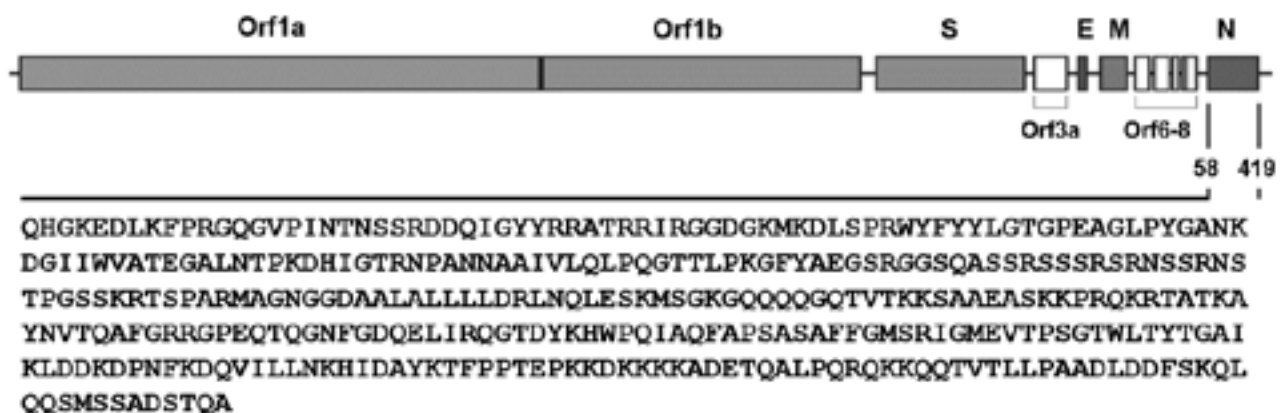 Orf1a Orf1b S E M N
Orf3a Orf6-8
58 419
QHGKEDLKFPRGQGVPINTNSSRDDQIGYYRRATRRIRGGDGKMKDLSPRWYFYYLGTGPEAGLPYGANK
DGIIWVATEGALNTPKDHIGTRNPANNAAIVLQLPQGTTLPKGFYAEGSRGGSQASSRSSSRSRNSSRNS
TPGSSKRTSPARMAGNGGDAALALLLLDRLNQLESKMSGKGQQQQGQTVTKKSAAEASKKPRQKRTATKA
YNVTQAFGRRGPEQTQGNFGDQELIRQGTDYKHWPQIAQFAPSASAFFGMSRIGMEVTPSGTWLTYTGAI
KLDDKDPNFKDQVILLNKHIDAYKTFPPTEPKKDKKKKADETQALPQRQKKQQTVTLLPAADLDDFSKQL
QQSMSSADSTQA